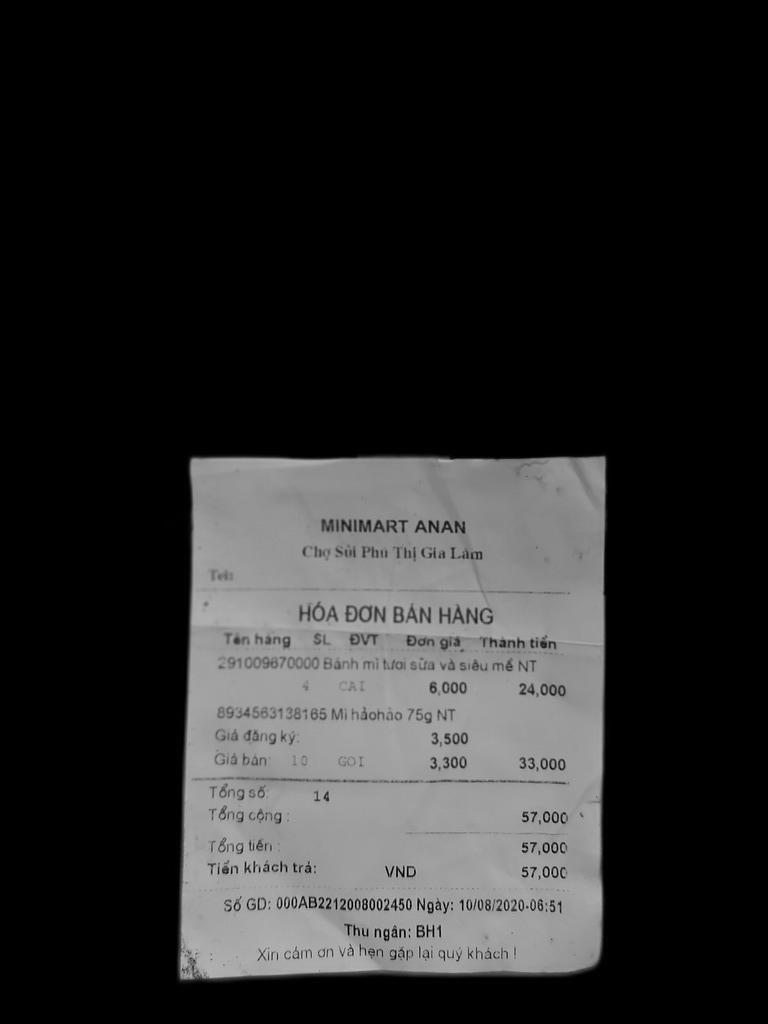 MINIMART ANAN
Chợ Sủi Phú Thị Gia Lâm
Tel:
HÓA ĐƠN BÁN HÀNG
Tên hàng SL ĐVT Đơn giá Thành tiền
291009670000 Bánh mì tươi sữa và siêu mế NT
4 CAI 6,000 24,000
8934563138165 Mì hảohảo 75g NT
Giá đăng ký: 3,500
Giá bán: 10 GOI 3,300 33,000
Tổng số: 14
Tổng cộng : 57,000
Tổng tiền : 57,000
Tiền khách trả: VND 57,000
Số GD: 000AB2212008002450 Ngày: 10/08/2020-06:51
Thu ngân: BH1
Xin cảm ơn và hẹn gặp lại quý khách !